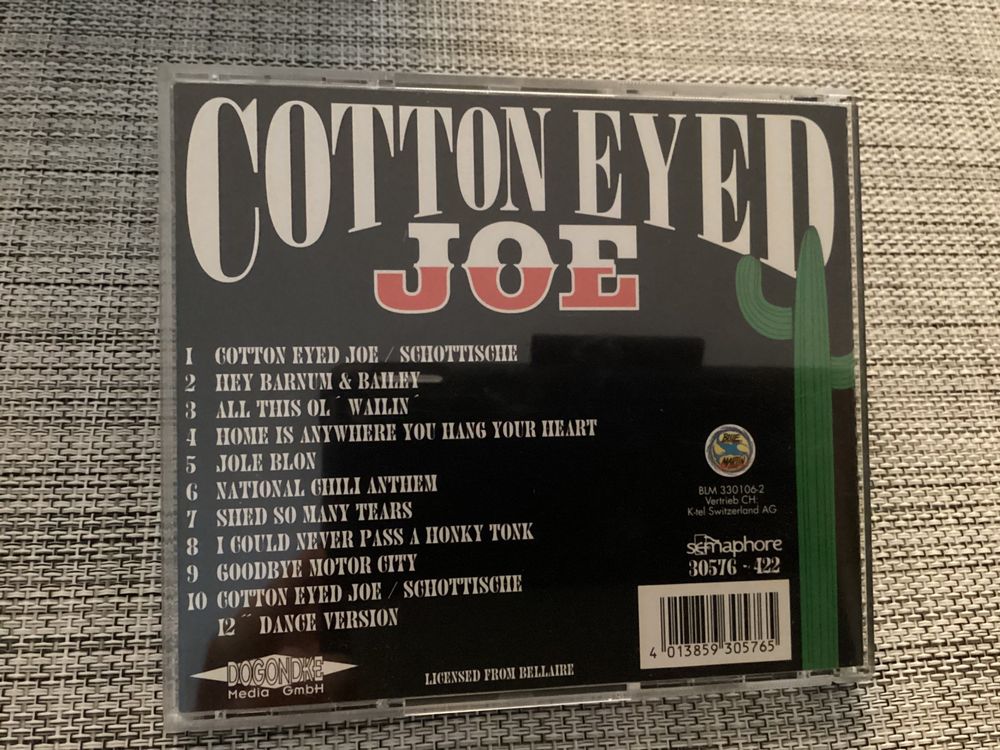 COTTON EYED
JOE
1 COTTON EYED JOE / SCHOTTISCHE
2 HEY BARNUM & BAILEY
3 ALL THIS OL´ WAILIN´
4 HOME IS ANYWHERE YOU HANG YOUR HEART
5 JOLE BLON
6 NATIONAL CHILI ANTHEM
7 SHED SO MANY TEARS
8 I COULD NEVER PASS A HONKY TONK
9 GOODBYE MOTOR CITY
10 COTTON EYED JOE / SCHOTTISCHE
12˝ DANCE VERSION
BLUE
MARTIN
BLM 330106-2
Vertrieb CH:
K-tel Switzerland AG
semaphore
30576 - 422
4 013859 305765
DOGONDKE
Media GmbH
LICENSED FROM BELLAIRE